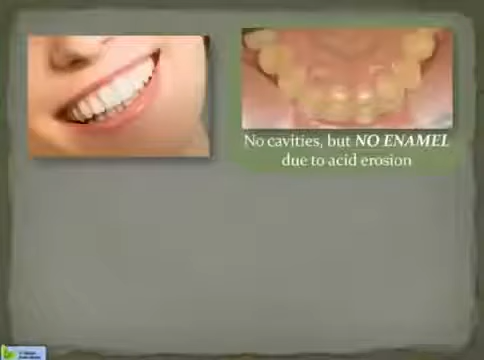 No cavities, but NO ENAMEL
due to acid erosion